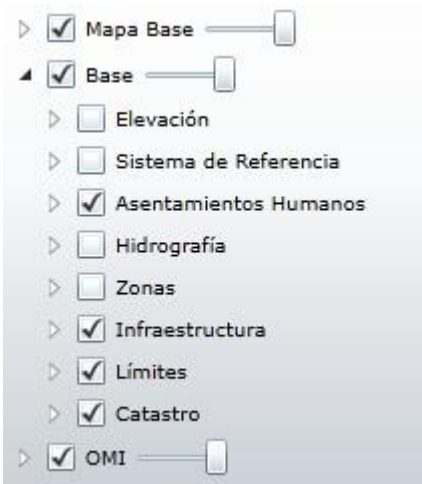 Mapa Base
Base
Elevación
Sistema de Referencia
Asentamientos Humanos
Hidrografía
Zonas
Infraestructura
Límites
Catastro
OMI